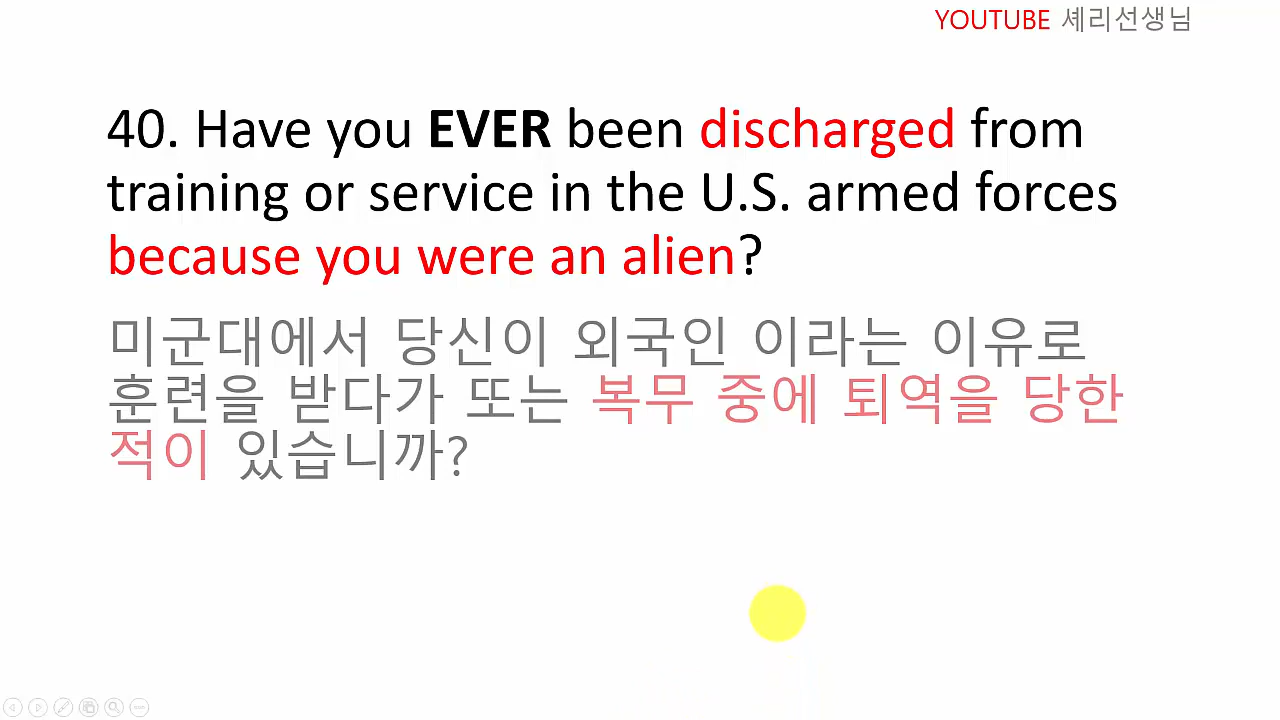 YOUTUBE 셰리선생님
40. Have you EVER been discharged from
training or service in the U.S. armed forces
because you were an alien?
미군대에서 당신이 외국인 이라는 이유로
훈련을 받다가 또는 복무 중에 퇴역을 당한
적이 있습니까?